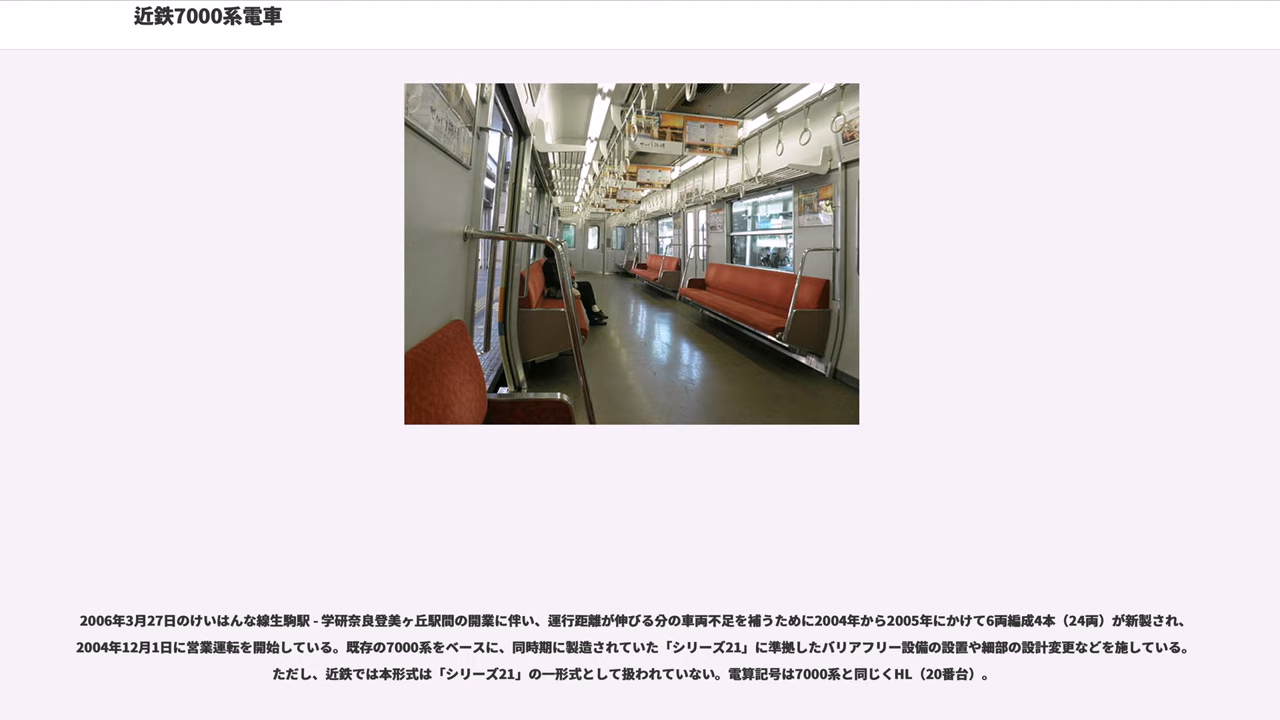 近鉄7000系電車
2006年3月27日のけいはんな線生駒駅 - 学研奈良登美ヶ丘駅間の開業に伴い、運行距離が伸びる分の車両不足を補うために2004年から2005年にかけて6両編成4本（24両）が新製され、
2004年12月1日に営業運転を開始している。既存の7000系をベースに、同時期に製造されていた「シリーズ21」に準拠したバリアフリー設備の設置や細部の設計変更などを施している。
ただし、近鉄では本形式は「シリーズ21」の一形式として扱われていない。電算記号は7000系と同じくHL（20番台）。